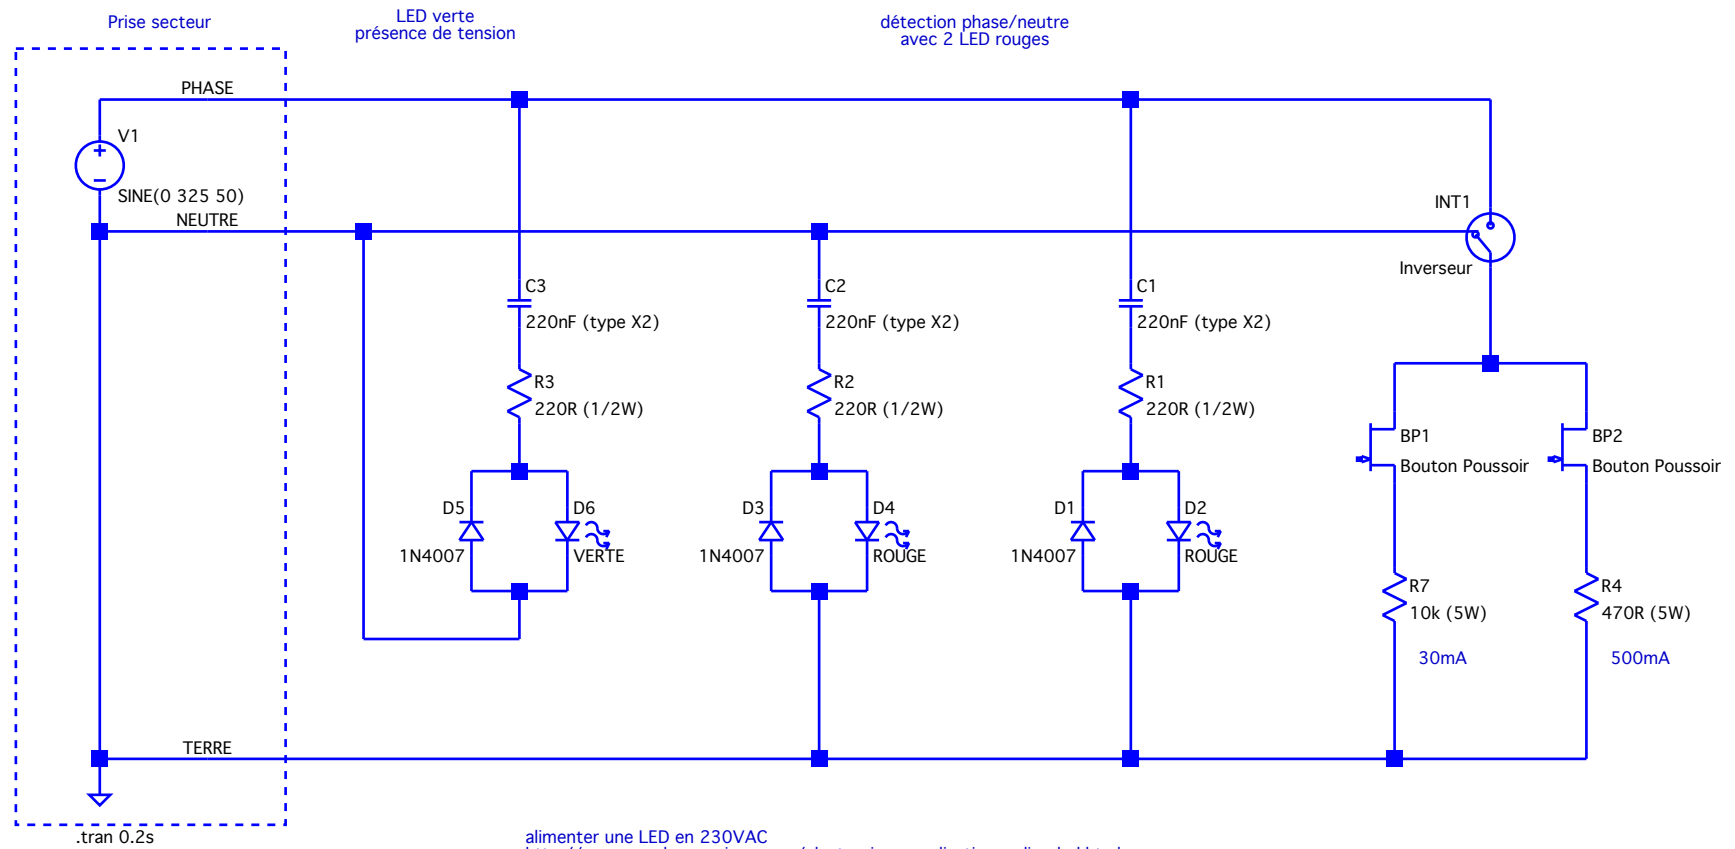 Prise secteur
LED verte
présence de tension
détection phase/neutre
avec 2 LED rouges
PHASE
V1
SINE(0 325 50)
NEUTRE
INT1
Inverseur
C3
220nF (type X2)
C2
220nF (type X2)
C1
220nF (type X2)
R3
220R (1/2W)
R2
220R (1/2W)
R1
220R (1/2W)
BP1
Bouton Poussoir
BP2
Bouton Poussoir
D5
1N4007
D6
VERTE
D3
1N4007
D4
ROUGE
D1
1N4007
D2
ROUGE
R7
10k (5W)
30mA
R4
470R (5W)
500mA
TERRE
.tran 0.2s
alimenter une LED en 230VAC